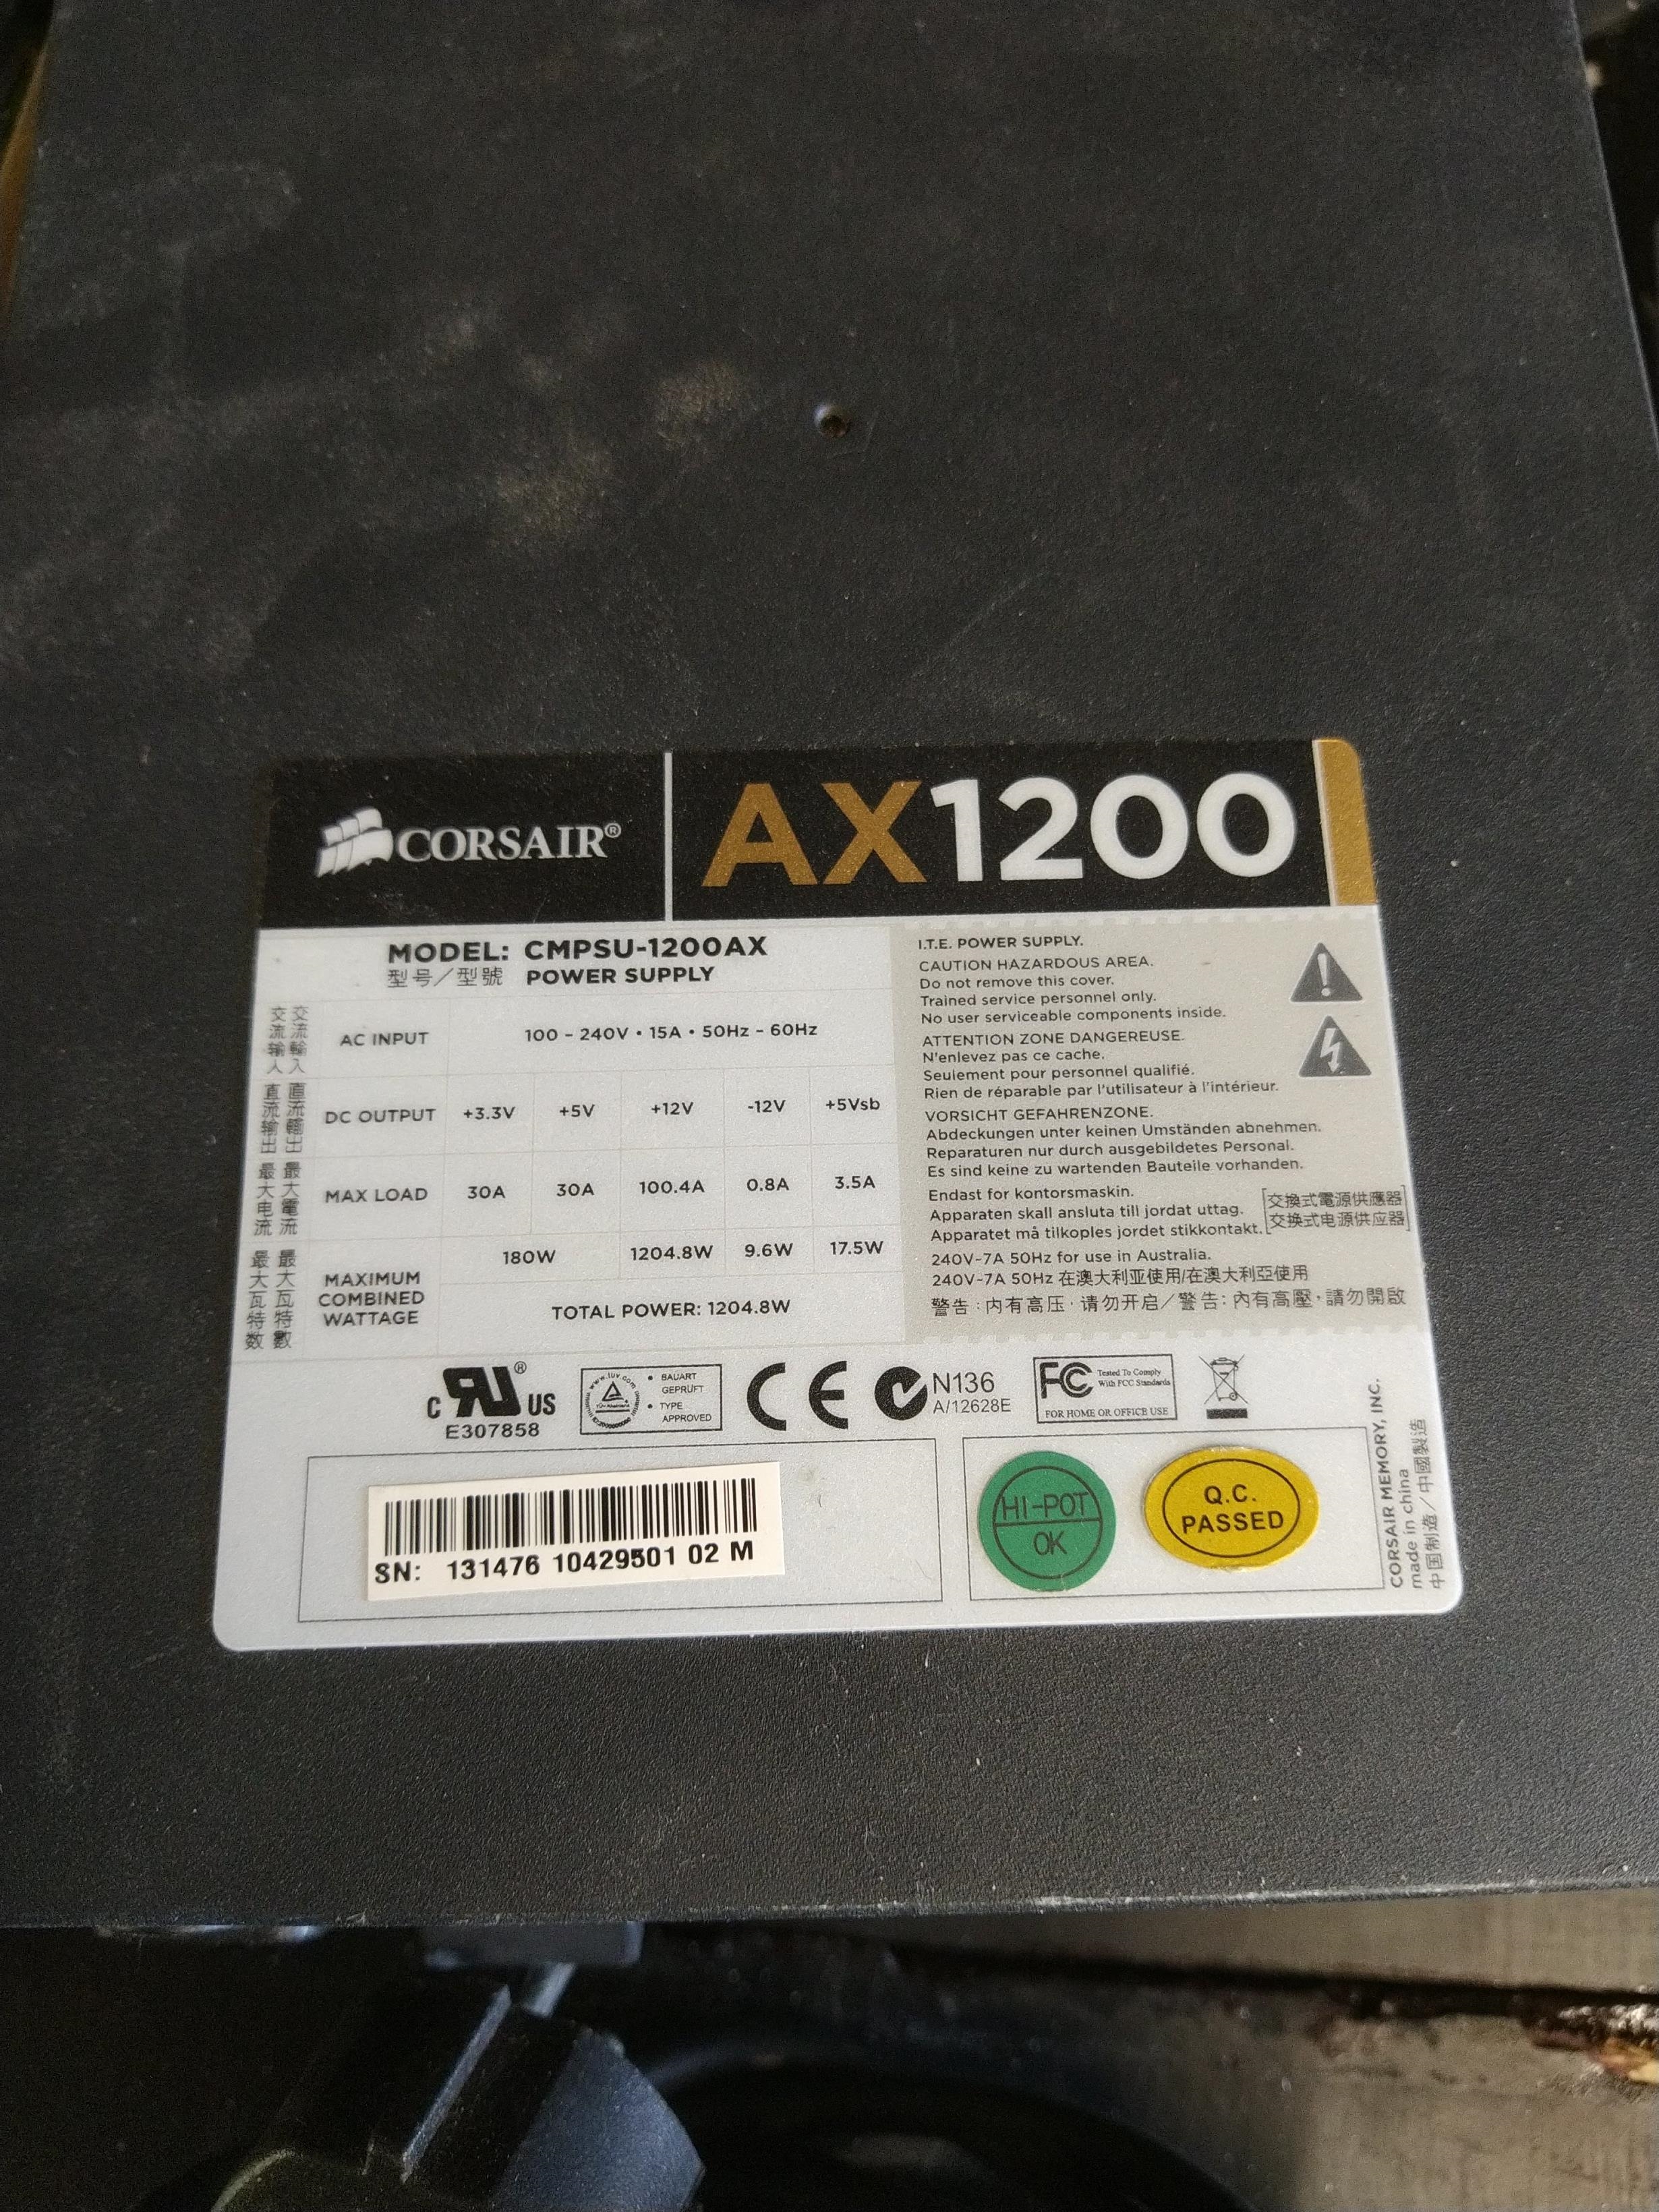 CORSAIR®
AX1200
MODEL: CMPSU-1200AX
型号/型號 POWER SUPPLY
交流输入 交流輸入 AC INPUT 100 - 240V • 15A • 50Hz - 60Hz
直流输出 直流輸出 DC OUTPUT +3.3V +5V +12V -12V +5Vsb
最大电流 最大電流 MAX LOAD 30A 30A 100.4A 0.8A 3.5A
最大瓦特数 最大瓦特數 MAXIMUM COMBINED WATTAGE 180W 1204.8W 9.6W 17.5W
TOTAL POWER: 1204.8W
I.T.E. POWER SUPPLY.
CAUTION HAZARDOUS AREA.
Do not remove this cover.
Trained service personnel only.
No user serviceable components inside.
ATTENTION ZONE DANGEREUSE.
N'enlevez pas ce cache.
Seulement pour personnel qualifié.
Rien de réparable par l'utilisateur à l'intérieur.
VORSICHT GEFAHRENZONE.
Abdeckungen unter keinen Umständen abnehmen.
Reparaturen nur durch ausgebildetes Personal.
Es sind keine zu wartenden Bauteile vorhanden.
Endast for kontorsmaskin.
Apparaten skall ansluta till jordat uttag.
Apparatet må tilkoples jordet stikkontakt.
交換式電源供應器
交换式电源供应器
240V~7A 50Hz for use in Australia.
240V~7A 50Hz 在澳大利亚使用/在澳大利亞使用
警告:内有高压·请勿开启/警告:內有高壓,請勿開啟
C RU® US
E307858
www.tuv.com
BAUART
GEPRÜFT
TYPE
APPROVED
CE
N136
A/12628E
FC Tested To Comply
With FCC Standards
FOR HOME OR OFFICE USE
SN: 131476 10429501 02 M
HI-POT
OK
Q.C.
PASSED
CORSAIR MEMORY, INC.
made in china
中国制造/中國製造